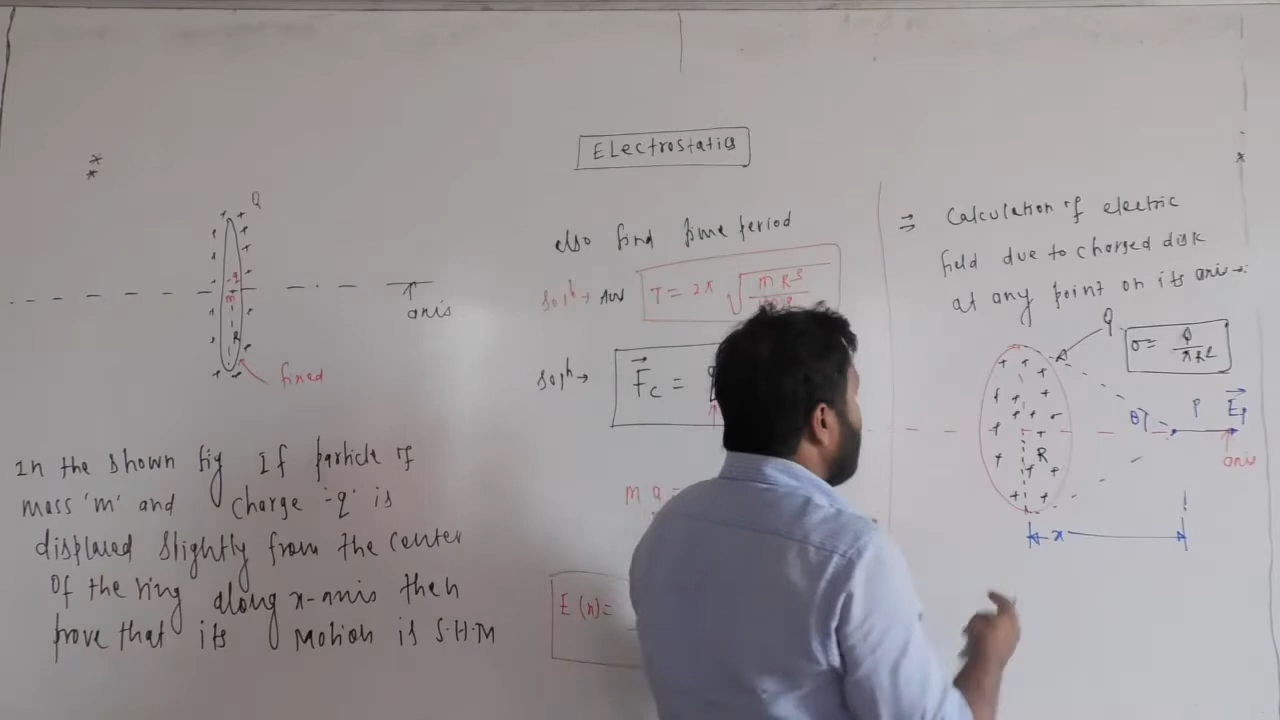 *
*
Electrostatics
Q
-q
m
R
axis
fixed
In the shown fig If particle of
mass 'm' and charge -q is
displaced slightly from the center
of the ring along x-axis then
prove that its motion is S.H.M
also find time period
Solⁿ→ Ans T = 2π √ m R³
Solⁿ→ F⃗c =
m a =
E(x) =
*
⇒ Calculation of electric
field due to charged disk
at any point on its axis→
Q
σ = Q/πR²
θ P E⃗p
R
axis
x